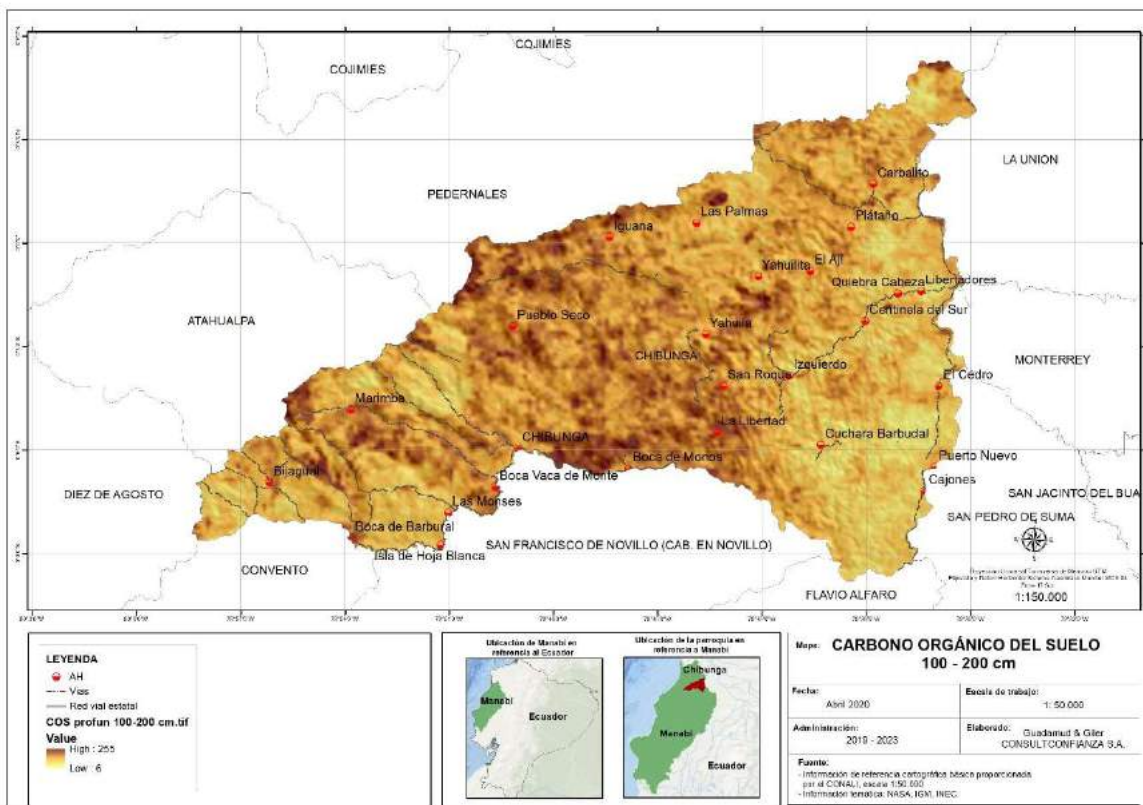 COJIMIES
COJIMIES
LA UNION
Carbalito
PEDERNALES
Las Palmas
Plátano
Iguana
El Ají
Yahuilita
Quiebra Cabeza
Libertadores
Centinela del Sur
Pueblo Seco
ATAHUALPA
Yahuila
CHIBUNGA
MONTERREY
Izquierdo
San Roque
El Cedro
Marimba
La Libertad
CHIBUNGA
Cuchara Barbudal
Boca de Monos
Puerto Nuevo
Bijagual
Boca Vaca de Monte
Cajones
DIEZ DE AGOSTO
SAN JACINTO DEL BUA
Las Monses
SAN PEDRO DE SUMA
Boca de Barbural
SAN FRANCISCO DE NOVILLO (CAB. EN NOVILLO)
Isla de Hoja Blanca
CONVENTO
FLAVIO ALFARO
1:150.000
LEYENDA
AH
Vias
Red vial estatal
COS profun 100-200 cm.tif
Value
High : 255
Low : 6
Ubicación de Manabí en
referencia al Ecuador
Manabí
Ecuador
Ubicación de la parroquia en
referencia a Manabí
Chibunga
Manabí
Ecuador
Mapa: CARBONO ORGÁNICO DEL SUELO
100 - 200 cm
Fecha:
Abril 2020
Escala de trabajo:
1: 50.000
Administración:
2019 - 2023
Elaborado:
Guadamud & Giler
CONSULTCONFIANZA S.A.
Fuente:
- Información de referencia cartográfica básica proporcionada
por el CONALI, escala 1:50.000
- Información temática: NASA, IGM, INEC.